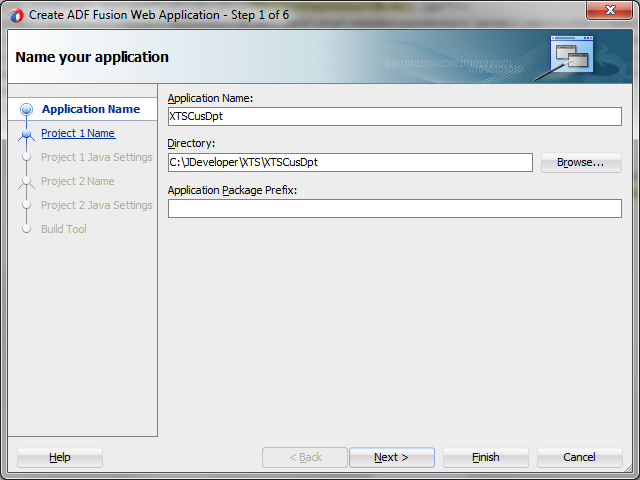 Create ADF Fusion Web Application - Step 1 of 6
Name your application
01010101010101010101010101
0101010101010
Application Name
Project 1 Name
Project 1 Java Settings
Project 2 Name
Project 2 Java Settings
Build Tool
Application Name:
XTSCusDpt
Directory:
C:\JDeveloper\XTS\XTSCusDpt
Browse...
Application Package Prefix:
Help
< Back
Next >
Finish
Cancel